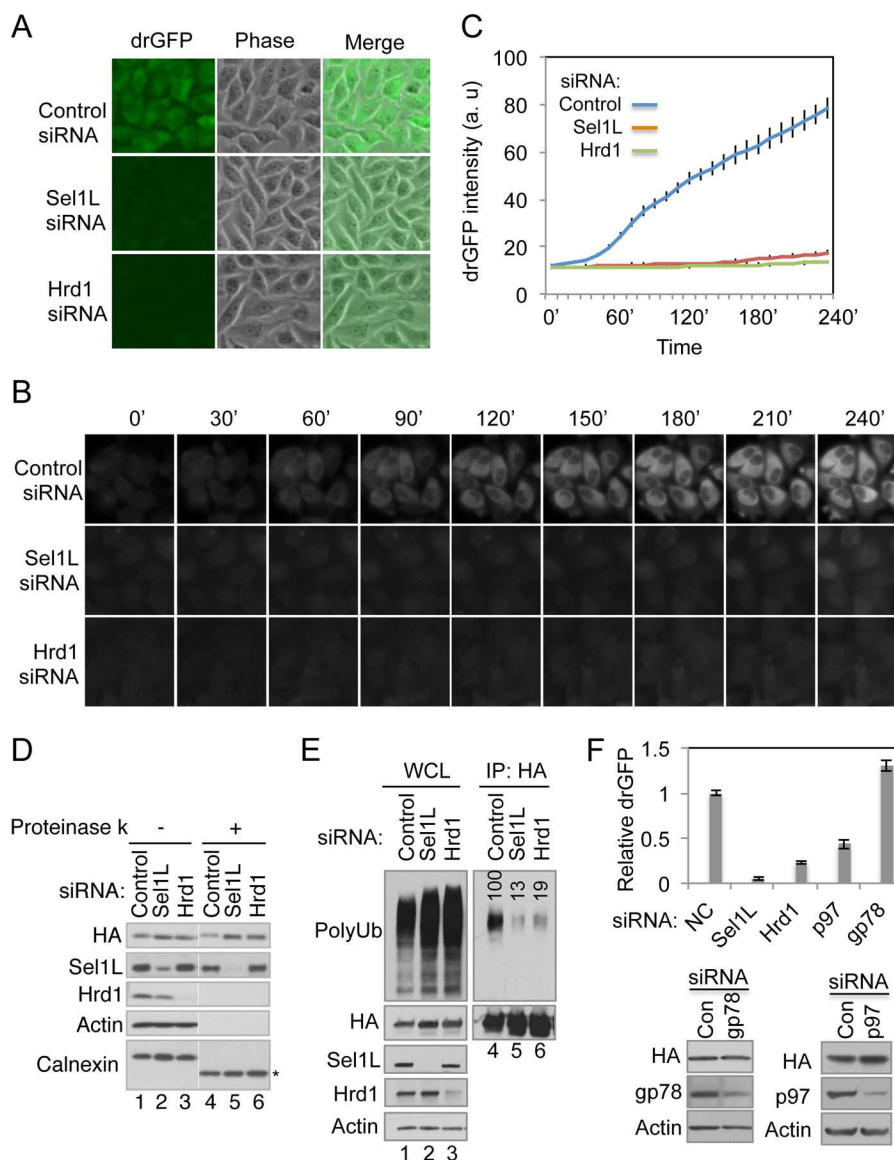 A
drGFP Phase Merge
Control siRNA
Sel1L siRNA
Hrd1 siRNA
C
100
80
60
40
20
0
drGFP intensity (a. u)
siRNA:
Control
Sel1L
Hrd1
0' 60' 120' 180' 240'
Time
B
0' 30' 60' 90' 120' 150' 180' 210' 240'
Control siRNA
Sel1L siRNA
Hrd1 siRNA
D
Proteinase k - +
siRNA: Control Sel1L Hrd1 Control Sel1L Hrd1
HA
Sel1L
Hrd1
Actin
Calnexin *
1 2 3 4 5 6
E
WCL IP: HA
siRNA: Control Sel1L Hrd1 Control Sel1L Hrd1
100 13 19
PolyUb
HA
4 5 6
Sel1L
Hrd1
Actin
1 2 3
F
1.5
1
0.5
0
Relative drGFP
siRNA: NC Sel1L Hrd1 p97 gp78
siRNA siRNA
Con gp78 Con p97
HA HA
gp78 p97
Actin Actin